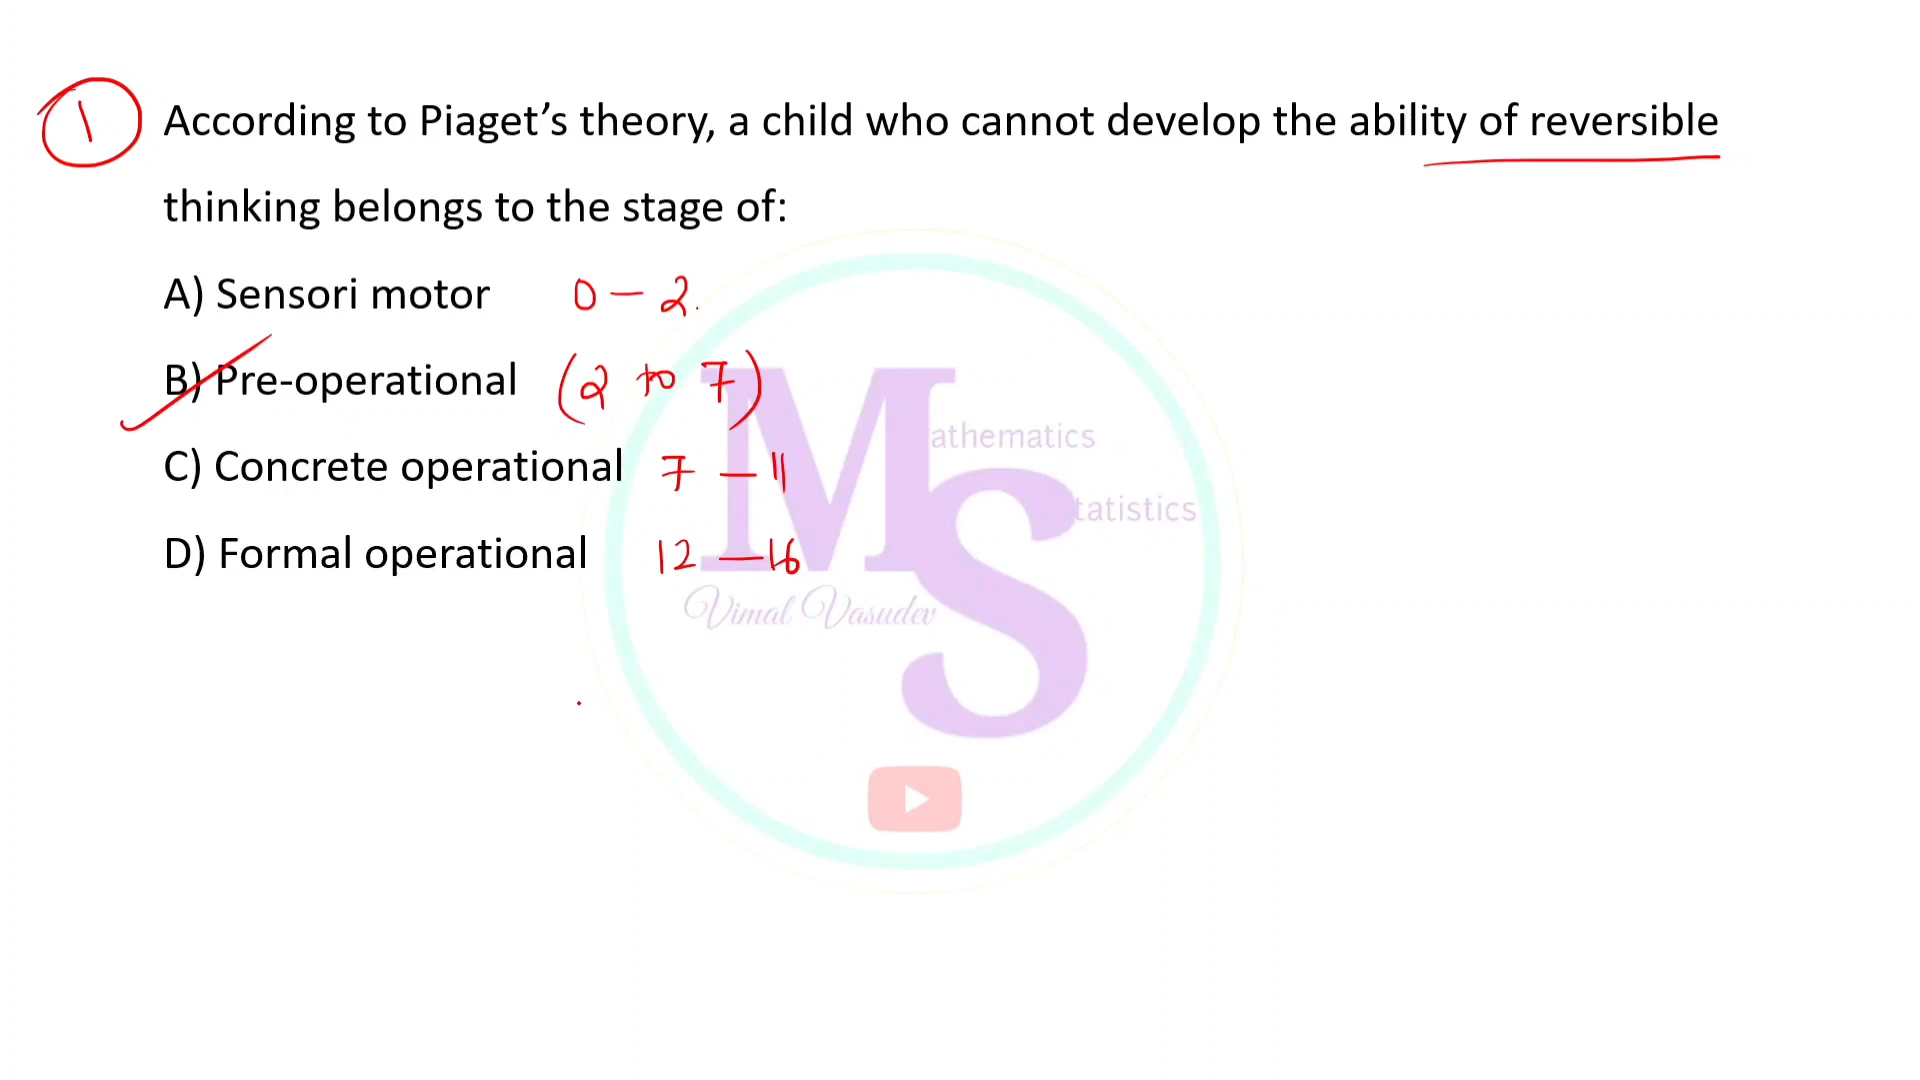 1 According to Piaget’s theory, a child who cannot develop the ability of reversible
thinking belongs to the stage of:
A) Sensori motor 0 – 2.
B) Pre-operational (2 to 7)
C) Concrete operational 7 – 11
D) Formal operational 12 – 16
Mathematics
Statistics
Vimal Vasudev